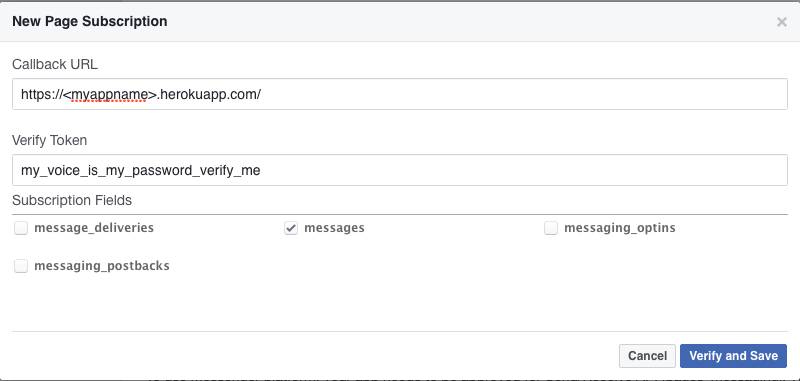 New Page Subscription
Callback URL
https://<myappname>.herokuapp.com/
Verify Token
my_voice_is_my_password_verify_me
Subscription Fields
message_deliveries messages messaging_optins
messaging_postbacks
Cancel Verify and Save